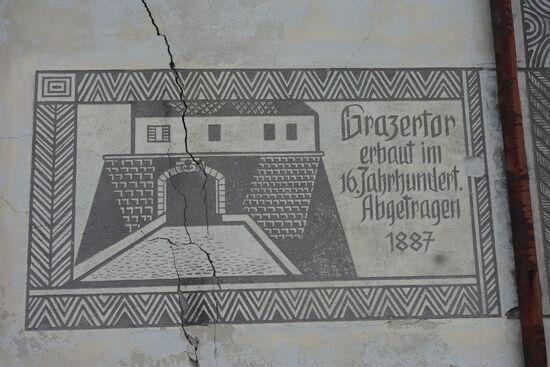 Grazertor
erbaut im
16. Jahrhundert.
Abgetragen
1887